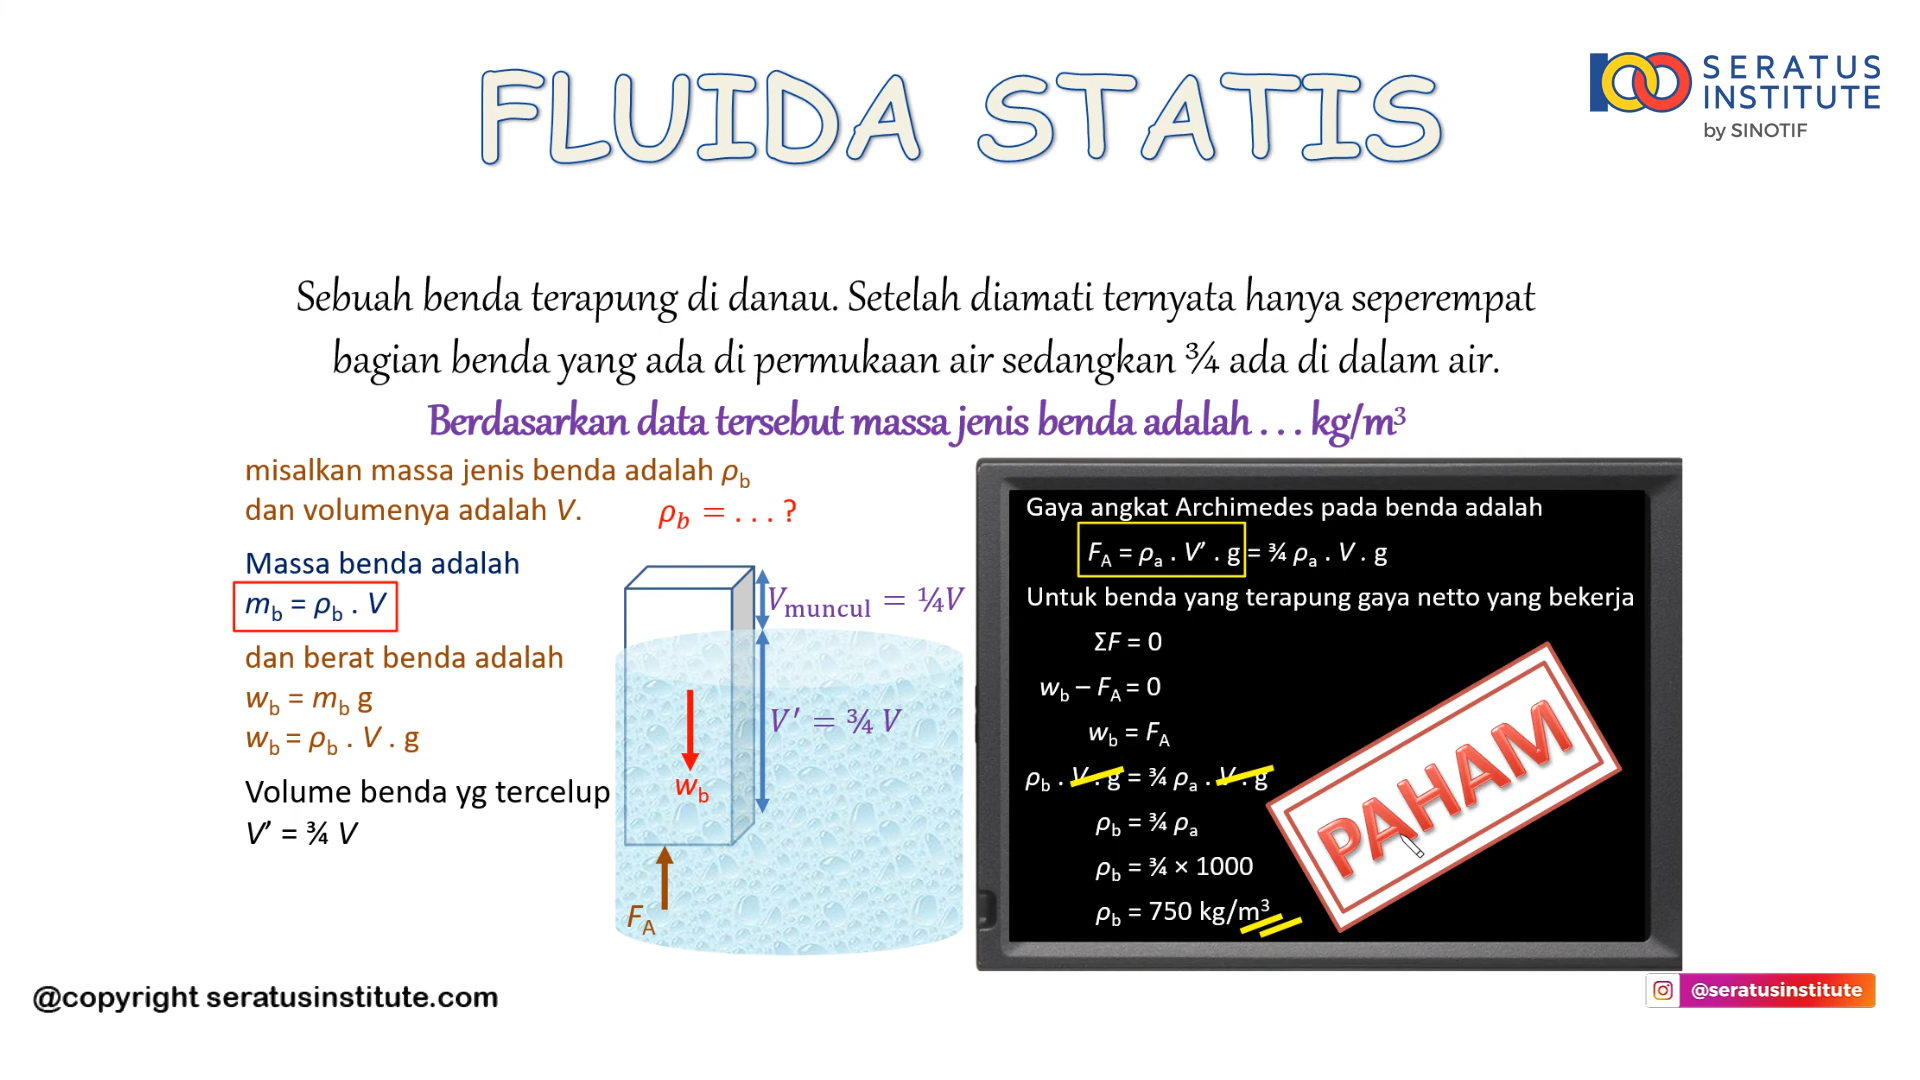 FLUIDA STATIS
SERATUS
INSTITUTE
by SINOTIF
Sebuah benda terapung di danau. Setelah diamati ternyata hanya seperempat
bagian benda yang ada di permukaan air sedangkan ¾ ada di dalam air.
Berdasarkan data tersebut massa jenis benda adalah . . . kg/m³
misalkan massa jenis benda adalah ρb
dan volumenya adalah V.
ρb = . . . ?
Massa benda adalah
mb = ρb . V
dan berat benda adalah
wb = mb g
wb = ρb . V . g
Volume benda yg tercelup
V’ = ¾ V
Vmuncul = ¼V
V′ = ¾ V
wb
FA
Gaya angkat Archimedes pada benda adalah
FA = ρa . V’ . g = ¾ ρa . V . g
Untuk benda yang terapung gaya netto yang bekerja
ΣF = 0
wb – FA = 0
wb = FA
ρb . V . g = ¾ ρa . V . g
ρb = ¾ ρa
ρb = ¾ × 1000
ρb = 750 kg/m³
PAHAM
@copyright seratusinstitute.com
@seratusinstitute